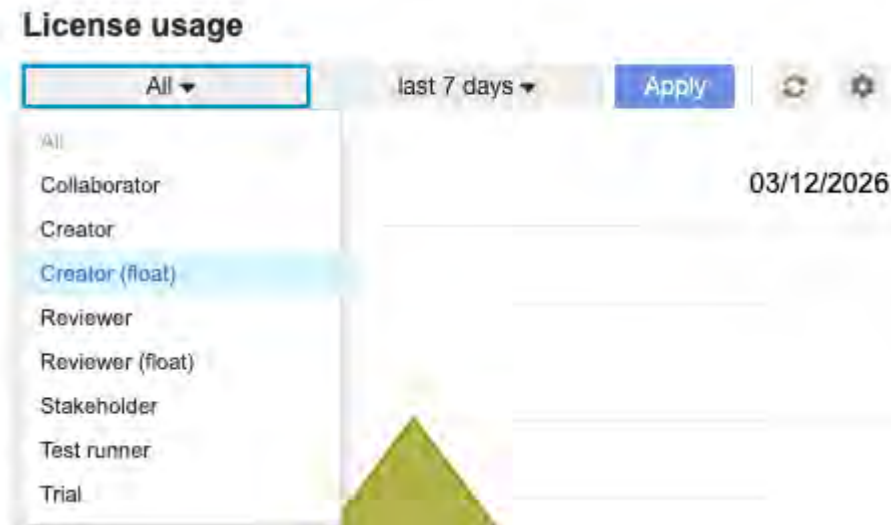 License usage
All
last 7 days
Apply
All
03/12/2026
Collaborator
Creator
Creator (float)
Reviewer
Reviewer (float)
Stakeholder
Test runner
Trial